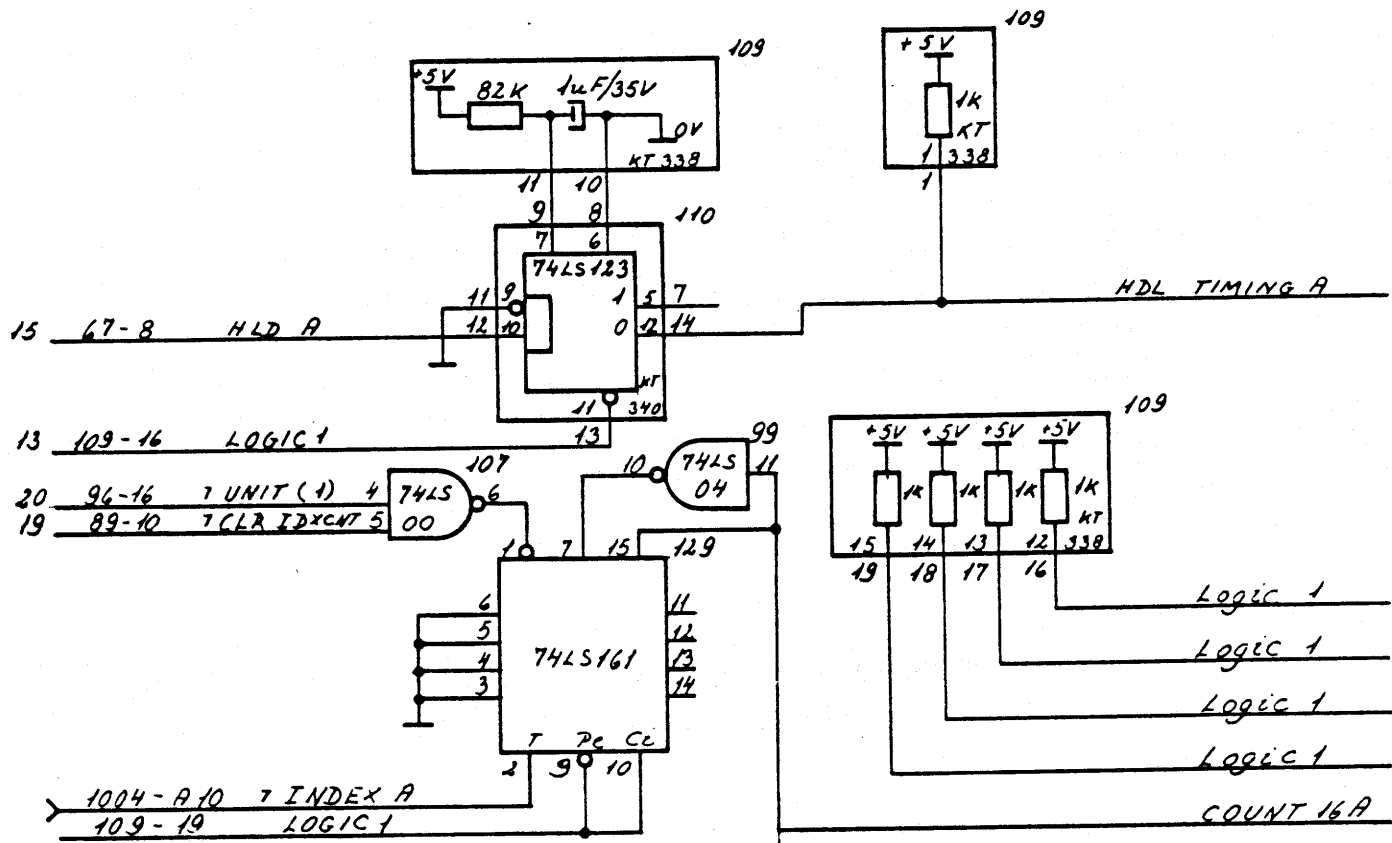 109
+5V 82K 1uF/35V
0V
KT 338
11 10
109
+5V
1K
KT
1 338
1
9 8 110
7 6
74LS123
11 9 1 5 7
15 67-8 HLD A 12 10 0 12 14
HDL TIMING A
KT
11 340
13 109-16 LOGIC 1 13
107
20 96-16 ┐ UNIT (1) 4 74LS 6
19 89-10 ┐ CLR IDXCNT 5 00
99
10 74LS 11
04
109
+5V +5V +5V +5V
1K 1K 1K 1K
KT
15 14 13 12 338
19 18 17 16
Logic 1
Logic 1
Logic 1
Logic 1
1 7 15 129
6 11
5 12
4 74LS161 13
3 14
T Pe Ci
2 9 10
1004-A10 ┐ INDEX A
109-19 LOGIC 1
COUNT 16A